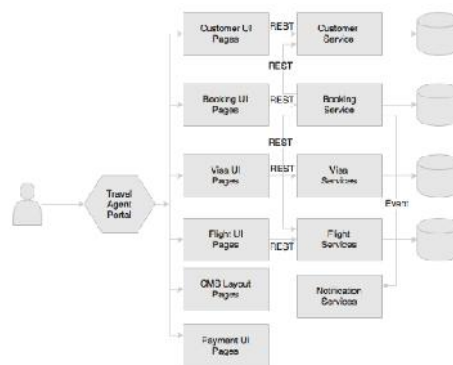 Customer UI
Pages
REST
Customer
Service
REST
Booking UI
Pages
REST
Booking
Service
REST
Travel
Agent
Portal
Visa UI
Pages
REST
Visa
Services
Event
Flight UI
Pages
REST
Flight
Services
CMS Layout
Pages
Notification
Services
Payment UI
Pages